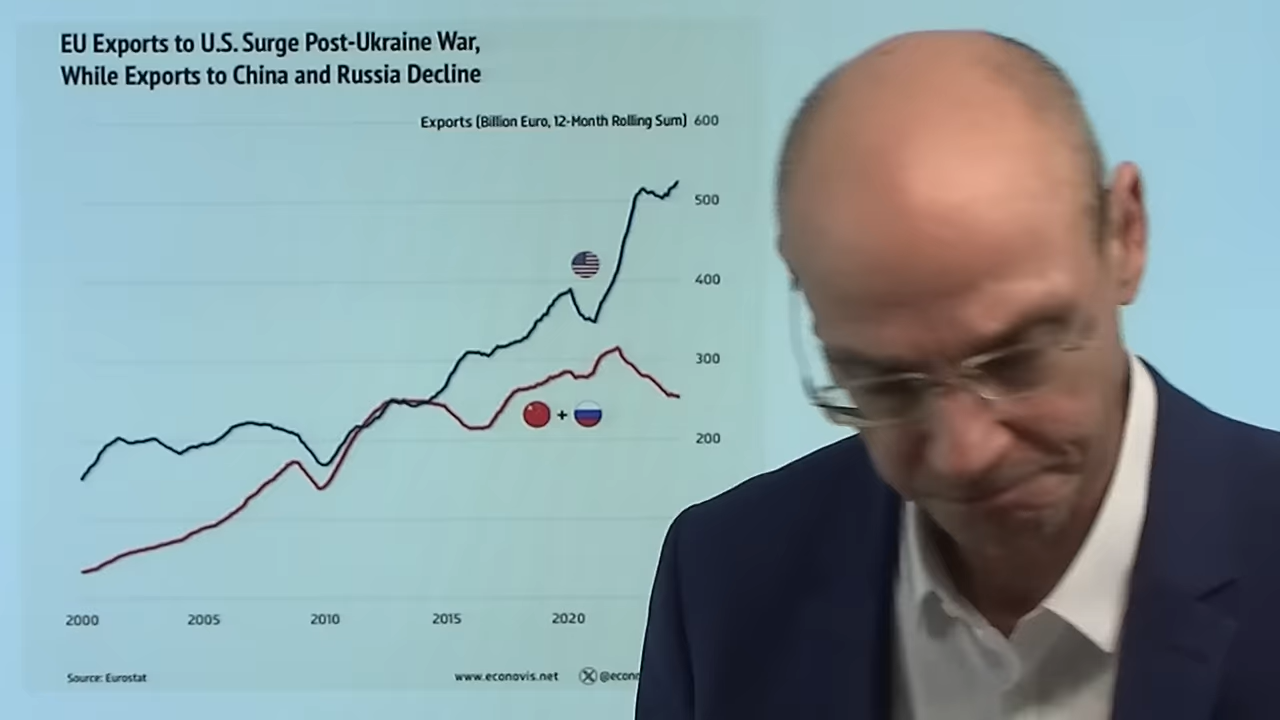 EU Exports to U.S. Surge Post-Ukraine War,
While Exports to China and Russia Decline
Exports (Billion Euro, 12-Month Rolling Sum) 600
500
400
300
200
2000 2005 2010 2015 2020
Source: Eurostat www.econovis.net